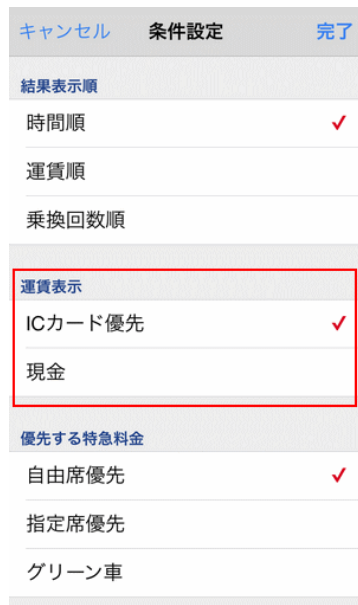 キャンセル 条件設定 完了
結果表示順
時間順
運賃順
乗換回数順
運賃表示
ICカード優先
現金
優先する特急料金
自由席優先
指定席優先
グリーン車